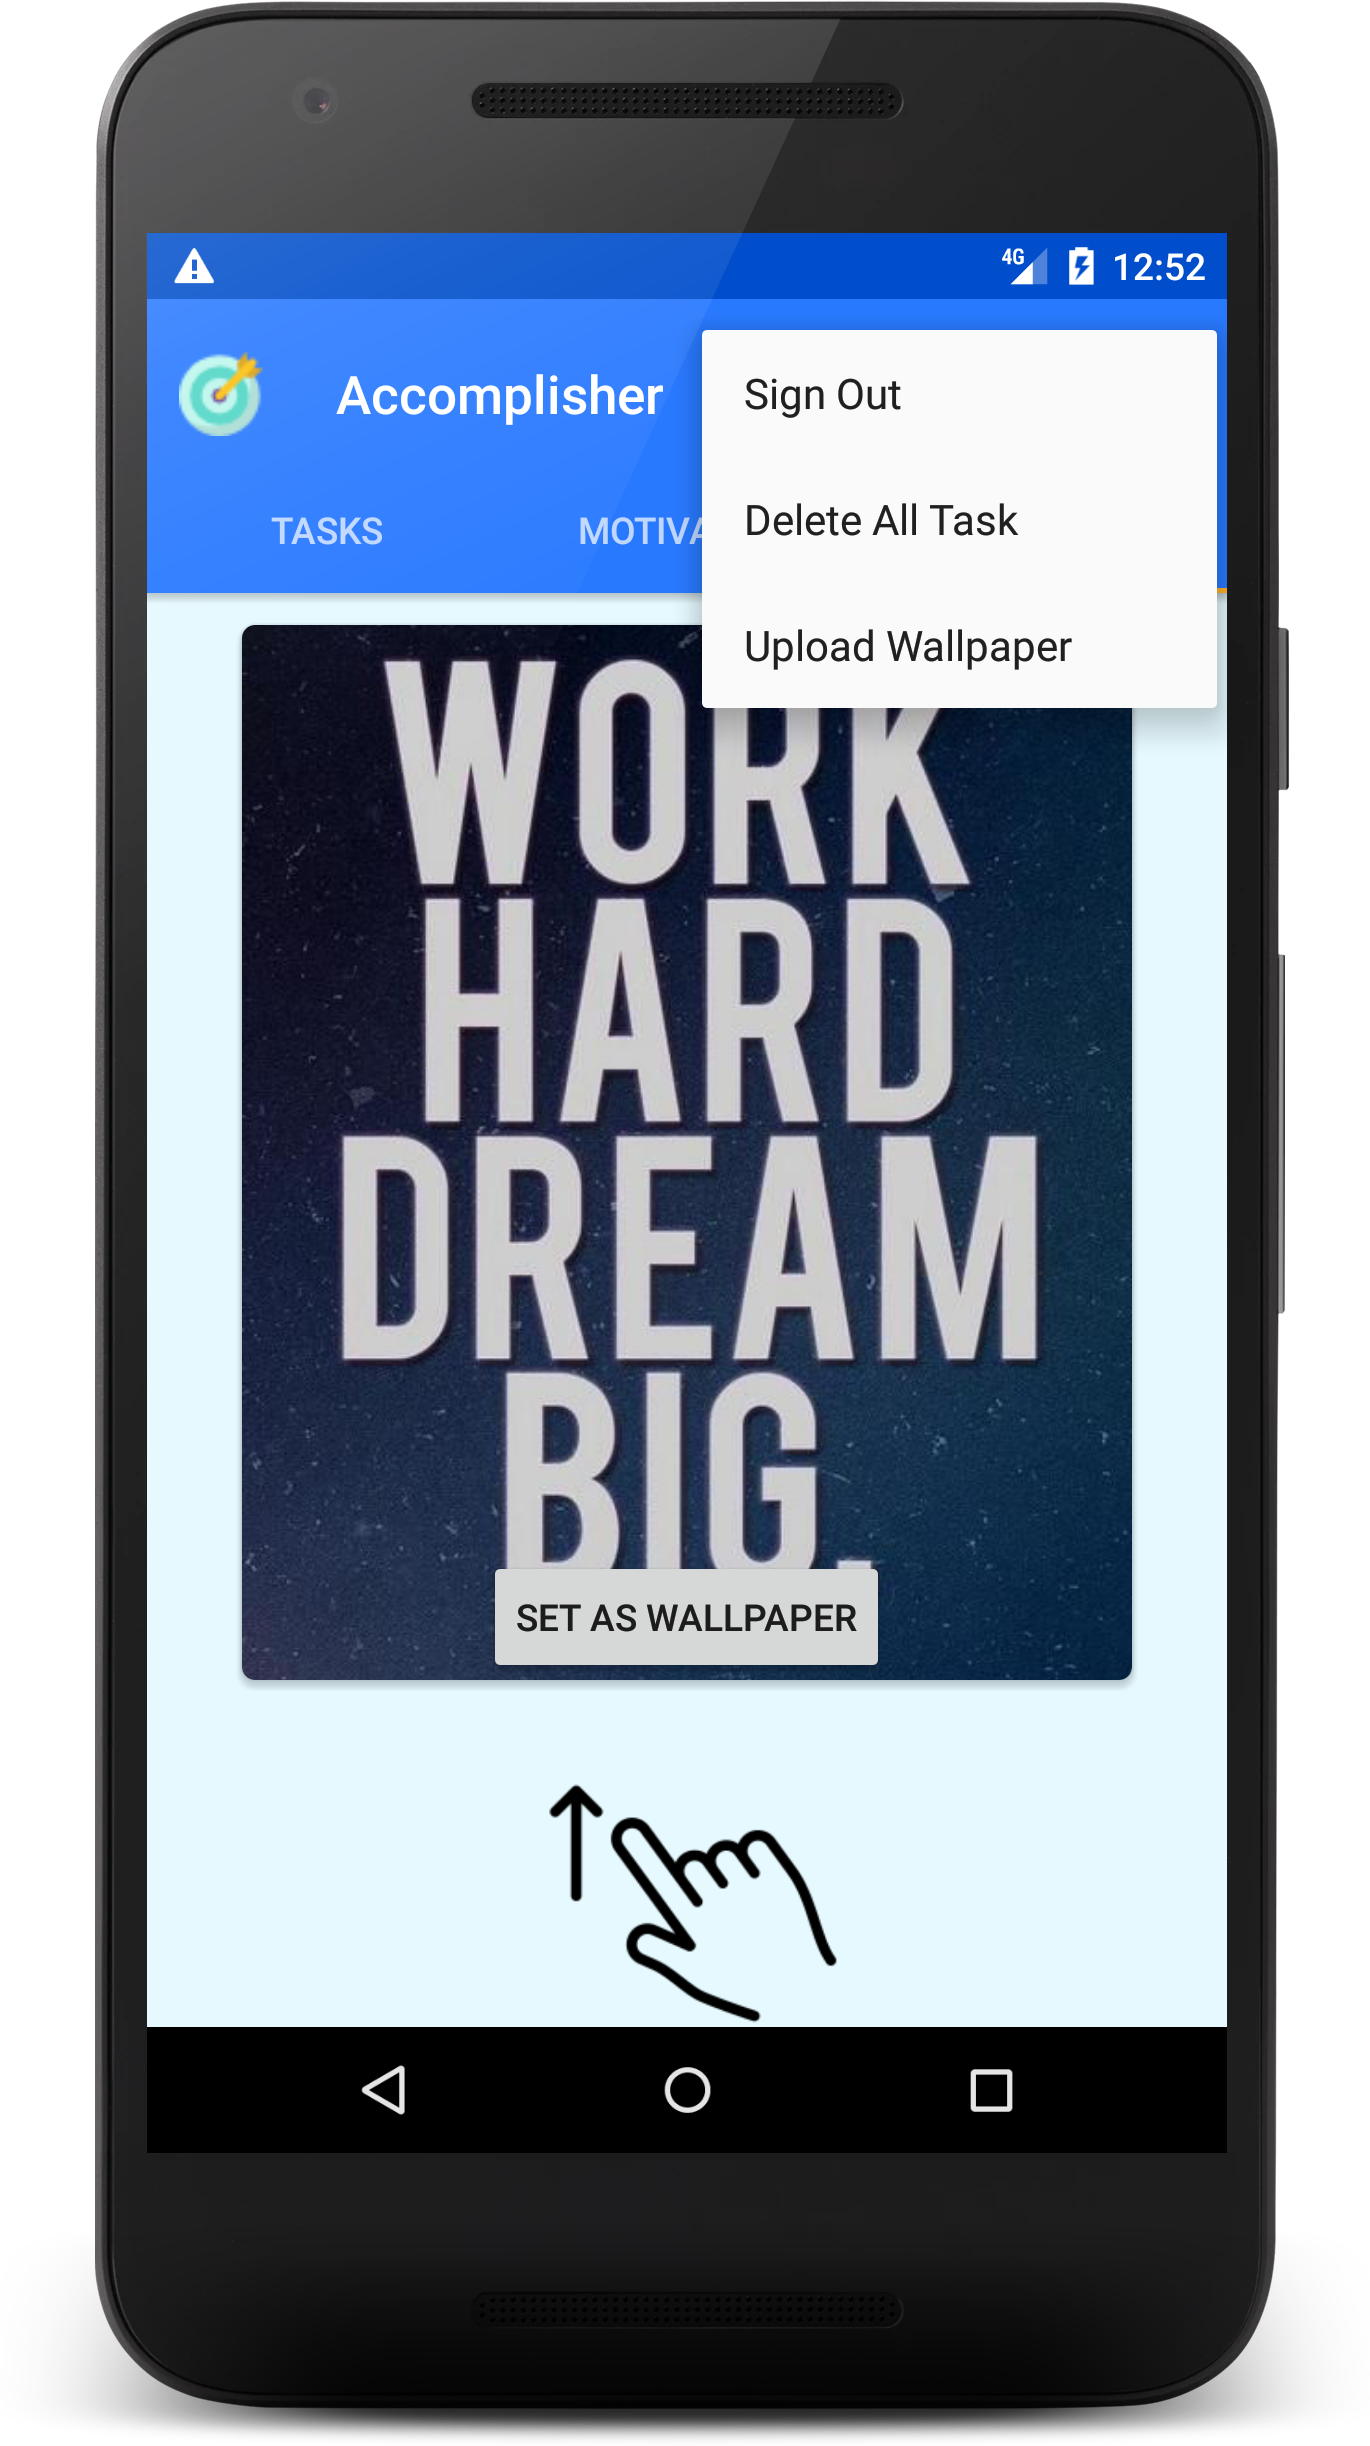 4G 12:52
Accomplisher
Sign Out
Delete All Task
Upload Wallpaper
TASKS
WORK
HARD
DREAM
BIG.
SET AS WALLPAPER